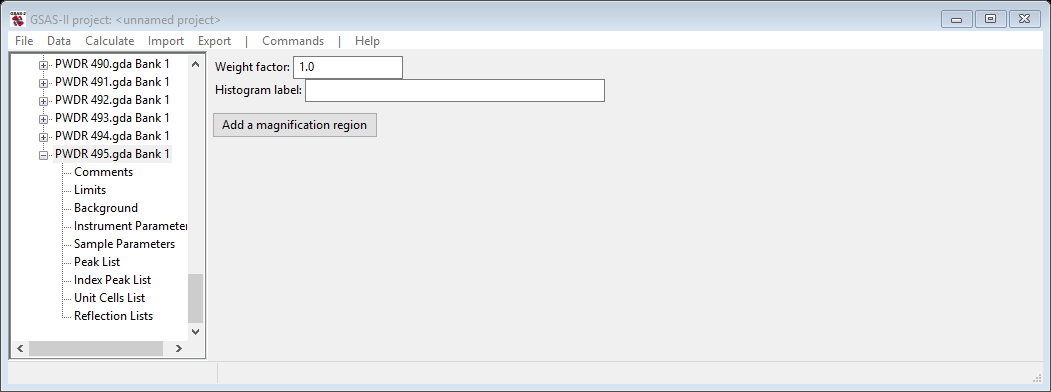 GSAS-II project: <unnamed project>
File Data Calculate Import Export | Commands | Help
PWDR 490.gda Bank 1
PWDR 491.gda Bank 1
PWDR 492.gda Bank 1
PWDR 493.gda Bank 1
PWDR 494.gda Bank 1
PWDR 495.gda Bank 1
Comments
Limits
Background
Instrument Parameter
Sample Parameters
Peak List
Index Peak List
Unit Cells List
Reflection Lists
Weight factor: 1.0
Histogram label:
Add a magnification region